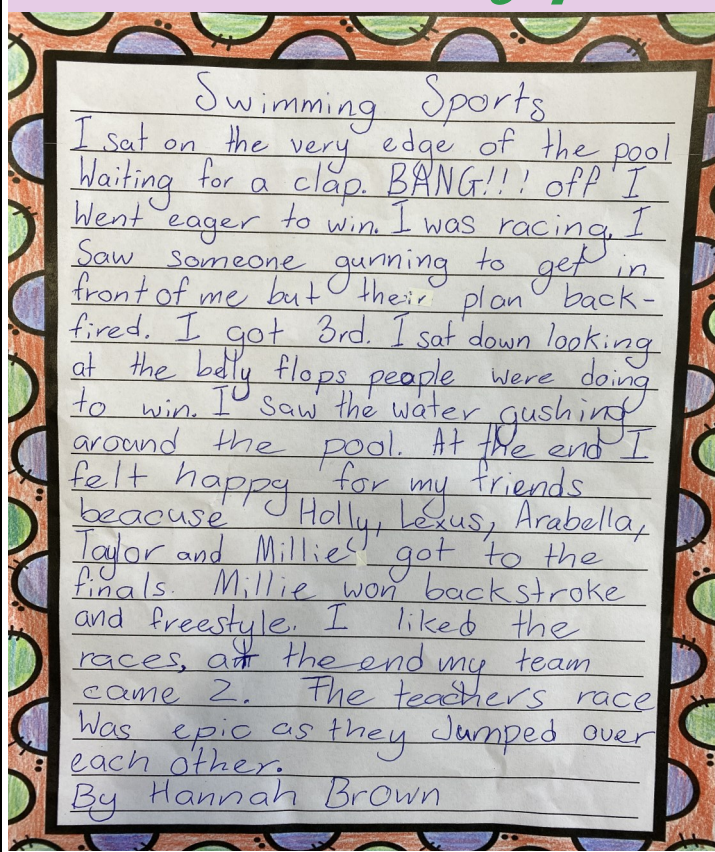 Swimming Sports
I sat on the very edge of the pool
Waiting for a clap. BANG!!! off I
Went eager to win. I was racing, I
Saw someone gunning to get in
front of me but their plan back-
fired. I got 3rd. I sat down looking
at the belly flops people were doing
to win. I saw the water gushing
around the pool. At the end I
felt happy for my friends
beacuse Holly, Lexus, Arabella,
Taylor and Millie got to the
finals. Millie won backstroke
and freestyle. I liked the
races, at the end my team
came 2. The teachers race
Was epic as they Jumped over
each other.
By Hannah Brown